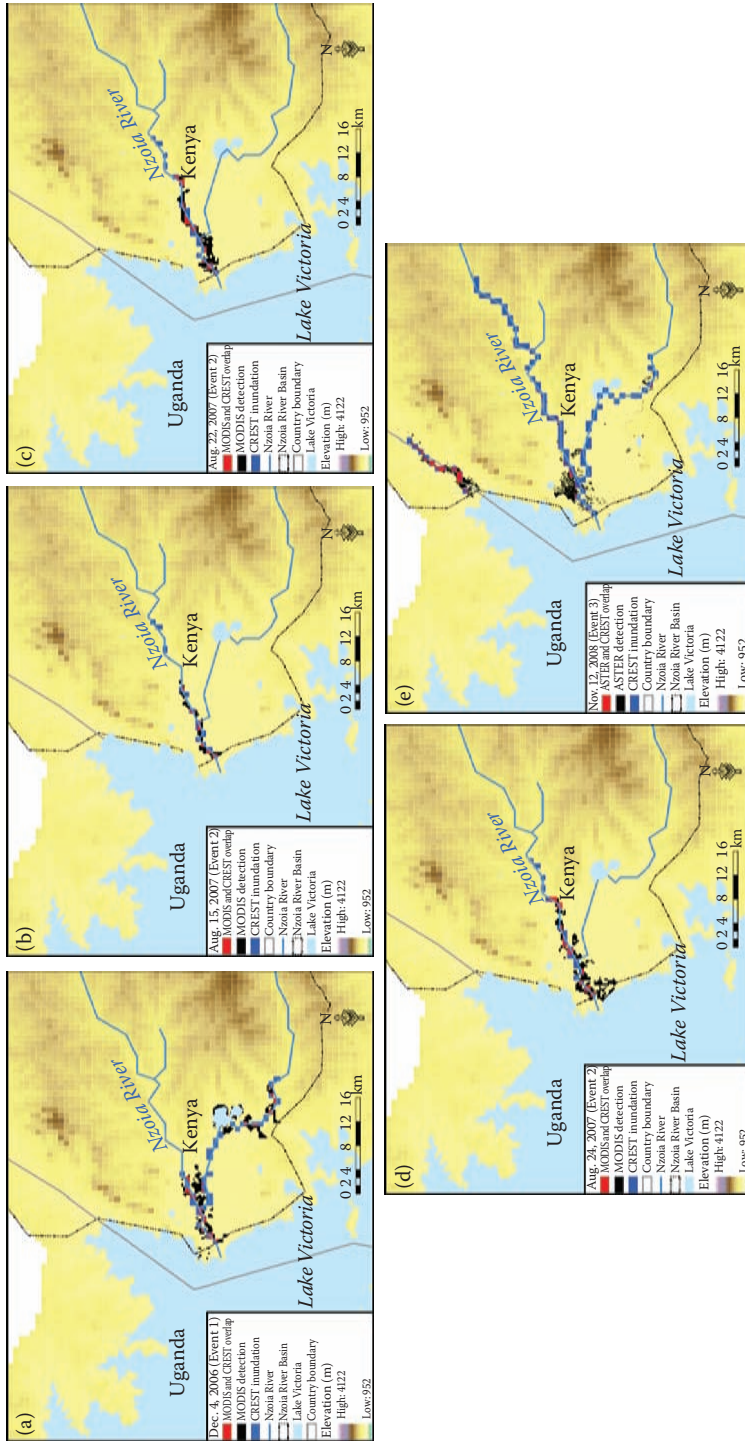 (a)
Uganda
Nzoia River
Kenya
Lake Victoria
Dec. 4, 2006 (Event 1)
MODIS and CREST overlap
MODIS detection
CREST inundation
Nzoia River
Nzoia River Basin
Lake Victoria
Country boundary
Elevation (m)
High: 4122
Low: 952
N
0 2 4 8 12 16
km
(b)
Uganda
Nzoia River
Kenya
Lake Victoria
Aug. 15, 2007 (Event 2)
MODIS and CREST overlap
MODIS detection
CREST inundation
Country boundary
Nzoia River
Nzoia River Basin
Lake Victoria
Elevation (m)
High: 4122
Low: 952
N
0 2 4 8 12 16
km
(c)
Uganda
Nzoia River
Kenya
Lake Victoria
Aug. 22, 2007 (Event 2)
MODIS and CREST overlap
MODIS detection
CREST inundation
Nzoia River
Nzoia River Basin
Country boundary
Lake Victoria
Elevation (m)
High: 4122
Low: 952
N
0 2 4 8 12 16
km
(d)
Uganda
Nzoia River
Kenya
Lake Victoria
Aug. 24, 2007 (Event 2)
MODIS and CREST overlap
MODIS detection
CREST inundation
Country boundary
Nzoia River
Nzoia River Basin
Lake Victoria
Elevation (m)
High: 4122
Low: 952
N
0 2 4 8 12 16
km
(e)
Uganda
Nzoia River
Kenya
Lake Victoria
Nov. 12, 2008 (Event 3)
ASTER and CREST overlap
ASTER detection
CREST inundation
Country boundary
Nzoia River
Nzoia River Basin
Lake Victoria
Elevation (m)
High: 4122
Low: 952
N
0 2 4 8 12 16
km